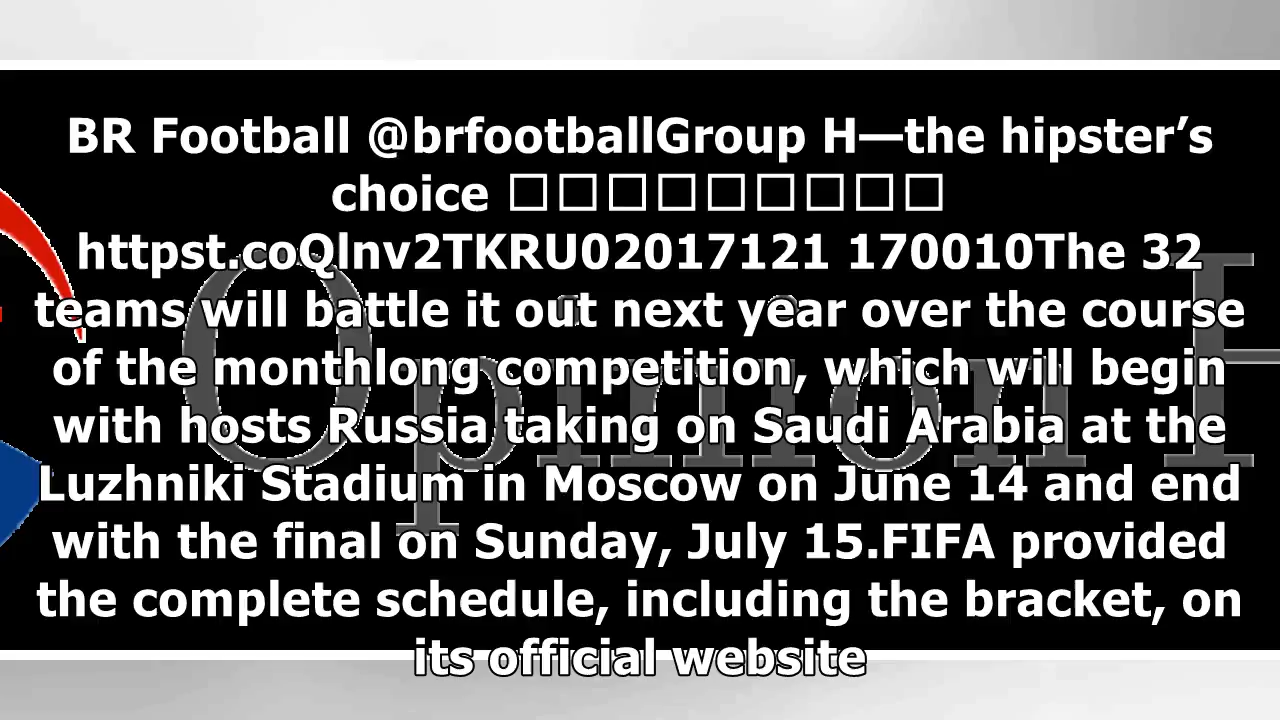 BR Football @brfootballGroup H—the hipster’s
choice □□□□□□□□□
httpst.coQlnv2TKRU02017121 170010The 32
teams will battle it out next year over the course
of the monthlong competition, which will begin
with hosts Russia taking on Saudi Arabia at the
Luzhniki Stadium in Moscow on June 14 and end
with the final on Sunday, July 15.FIFA provided
the complete schedule, including the bracket, on
its official website
Opinion